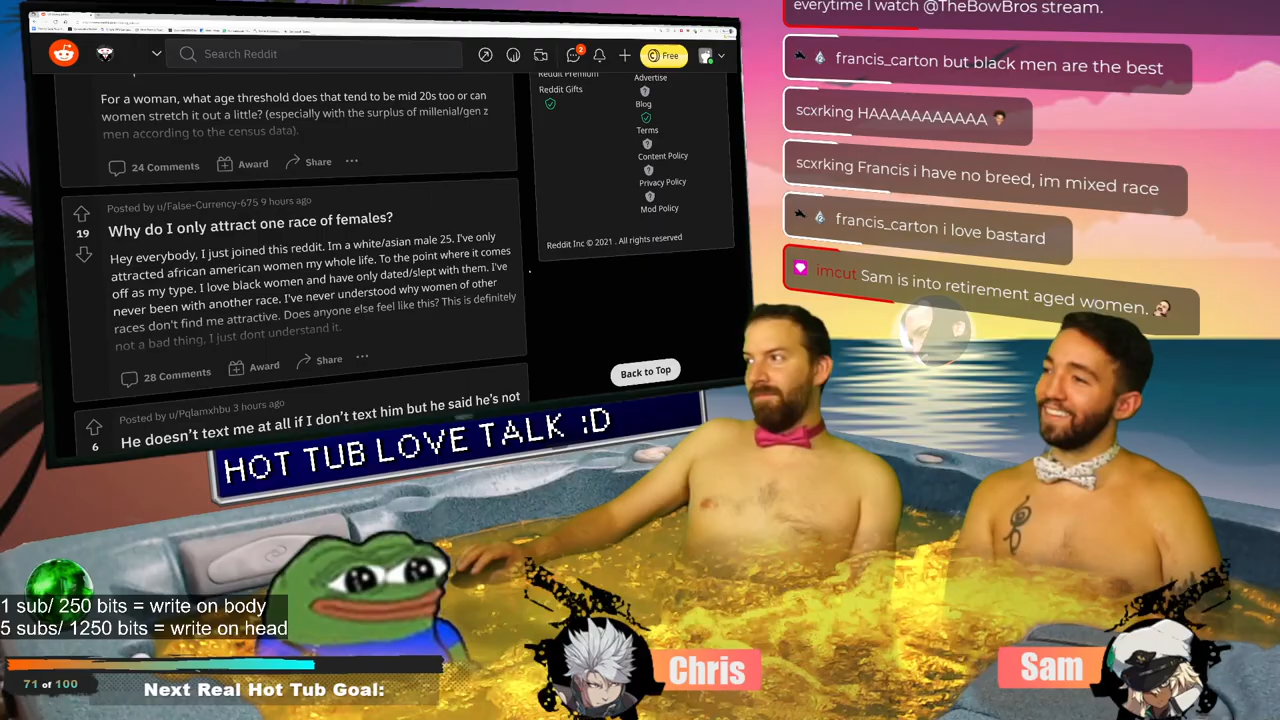 Search Reddit
2
Free
For a woman, what age threshold does that tend to be mid 20s too or can
women stretch it out a little? (especially with the surplus of millenial/gen z
men according to the census data).
24 Comments
Award
Share
Posted by u/False-Currency-675 9 hours ago
19
Why do I only attract one race of females?
Hey everybody, I just joined this reddit. Im a white/asian male 25. I've only
attracted african american women my whole life. To the point where it comes
off as my type. I love black women and have only dated/slept with them. I've
never been with another race. I've never understood why women of other
races don't find me attractive. Does anyone else feel like this? This is definitely
not a bad thing, I just dont understand it.
28 Comments
Award
Share
Posted by u/Pqlamxhbu 3 hours ago
6
He doesn't text me at all if I don't text him but he said he's not
Reddit Premium
Reddit Gifts
Advertise
Blog
Terms
Content Policy
Privacy Policy
Mod Policy
Reddit Inc © 2021 . All rights reserved
Back to Top
everytime I watch @TheBowBros stream.
francis_carton but black men are the best
scxrking HAAAAAAAAAAA
scxrking Francis i have no breed, im mixed race
francis_carton i love bastard
imcut Sam is into retirement aged women.
HOT TUB LOVE TALK :D
1 sub/ 250 bits = write on body
5 subs/ 1250 bits = write on head
71 of 100
Next Real Hot Tub Goal:
Chris
Sam